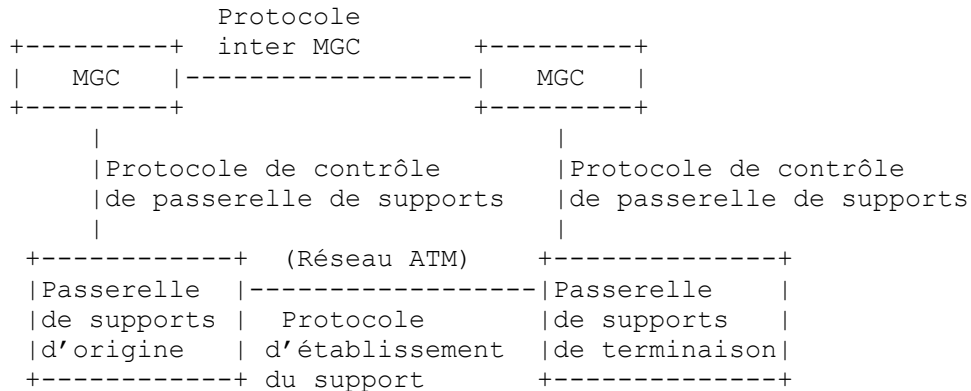 Protocole
inter MGC
MGC MGC
Protocole de contrôle Protocole de contrôle
de passerelle de supports de passerelle de supports
(Réseau ATM)
Passerelle Passerelle
de supports Protocole de supports
d’origine d’établissement de terminaison
du support